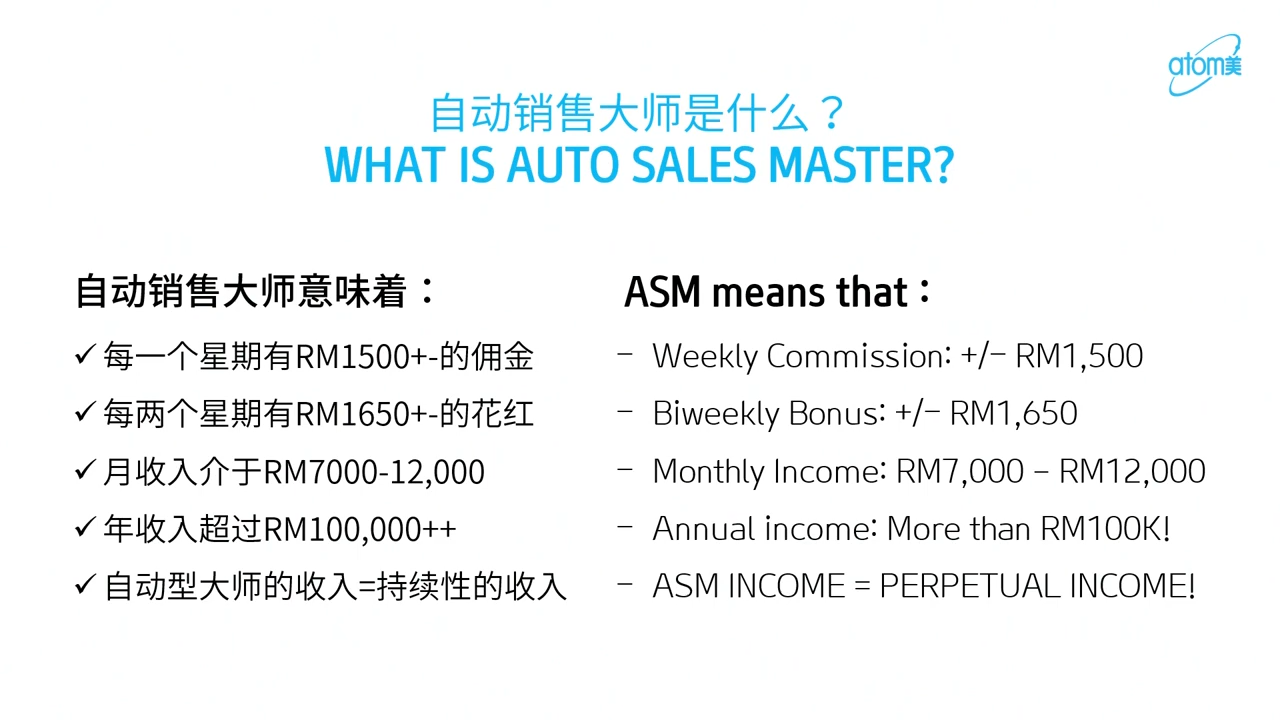 atom美
自动销售大师是什么？
WHAT IS AUTO SALES MASTER?
自动销售大师意味着：
✓ 每一个星期有RM1500+-的佣金
✓ 每两个星期有RM1650+-的花红
✓ 月收入介于RM7000-12,000
✓ 年收入超过RM100,000++
✓ 自动型大师的收入=持续性的收入
ASM means that：
– Weekly Commission: +/– RM1,500
– Biweekly Bonus: +/– RM1,650
– Monthly Income: RM7,000 – RM12,000
– Annual income: More than RM100K!
– ASM INCOME = PERPETUAL INCOME!